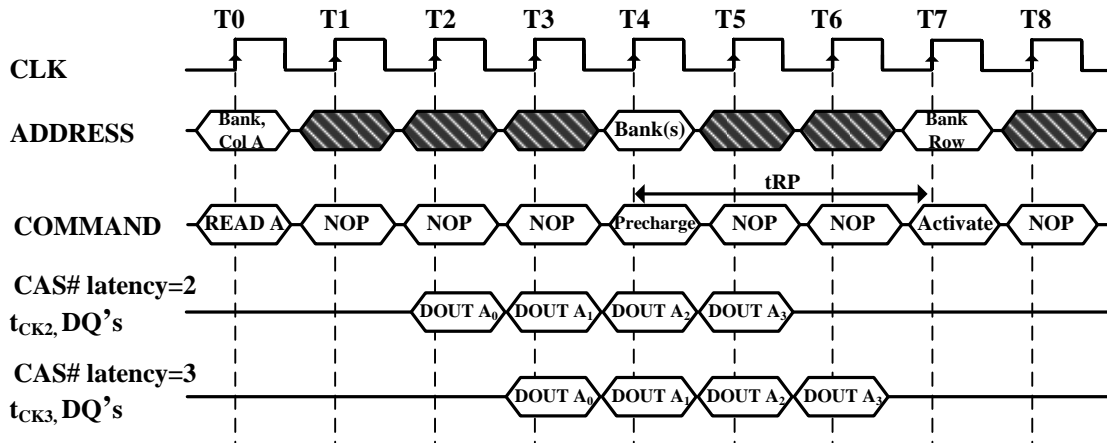 T0 T1 T2 T3 T4 T5 T6 T7 T8
CLK
ADDRESS
Bank, Col A
Bank(s)
Bank Row
tRP
COMMAND
READ A NOP NOP NOP Precharge NOP NOP Activate NOP
CAS# latency=2
tCK2, DQ's
DOUT A0 DOUT A1 DOUT A2 DOUT A3
CAS# latency=3
tCK3, DQ's
DOUT A0 DOUT A1 DOUT A2 DOUT A3